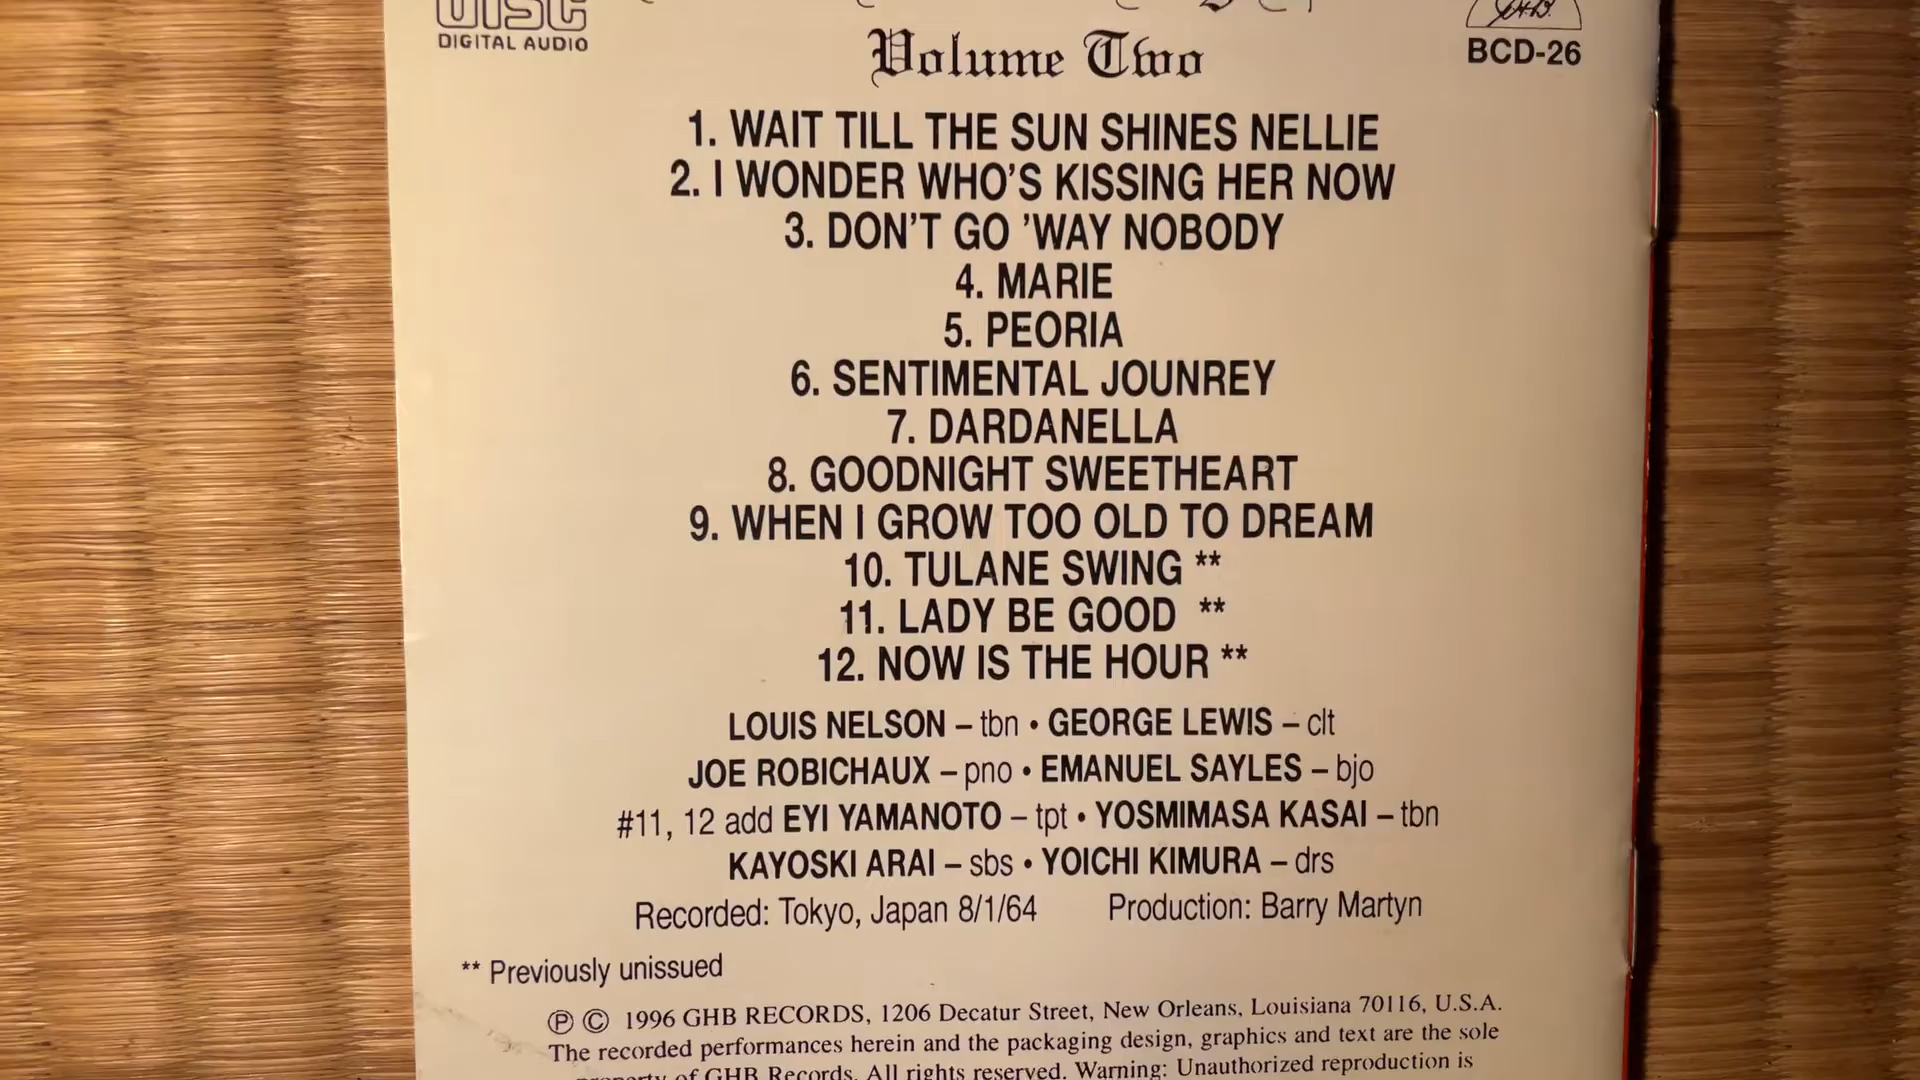 DISC
DIGITAL AUDIO
Volume Two
BCD-26
1. WAIT TILL THE SUN SHINES NELLIE
2. I WONDER WHO'S KISSING HER NOW
3. DON'T GO 'WAY NOBODY
4. MARIE
5. PEORIA
6. SENTIMENTAL JOUNREY
7. DARDANELLA
8. GOODNIGHT SWEETHEART
9. WHEN I GROW TOO OLD TO DREAM
10. TULANE SWING **
11. LADY BE GOOD **
12. NOW IS THE HOUR **
LOUIS NELSON – tbn • GEORGE LEWIS – clt
JOE ROBICHAUX – pno • EMANUEL SAYLES – bjo
#11, 12 add EYI YAMANOTO – tpt • YOSMIMASA KASAI – tbn
KAYOSKI ARAI – sbs • YOICHI KIMURA – drs
Recorded: Tokyo, Japan 8/1/64 Production: Barry Martyn
** Previously unissued
Ⓟ © 1996 GHB RECORDS, 1206 Decatur Street, New Orleans, Louisiana 70116, U.S.A.
The recorded performances herein and the packaging design, graphics and text are the sole
property of GHB Records. All rights reserved. Warning: Unauthorized reproduction is